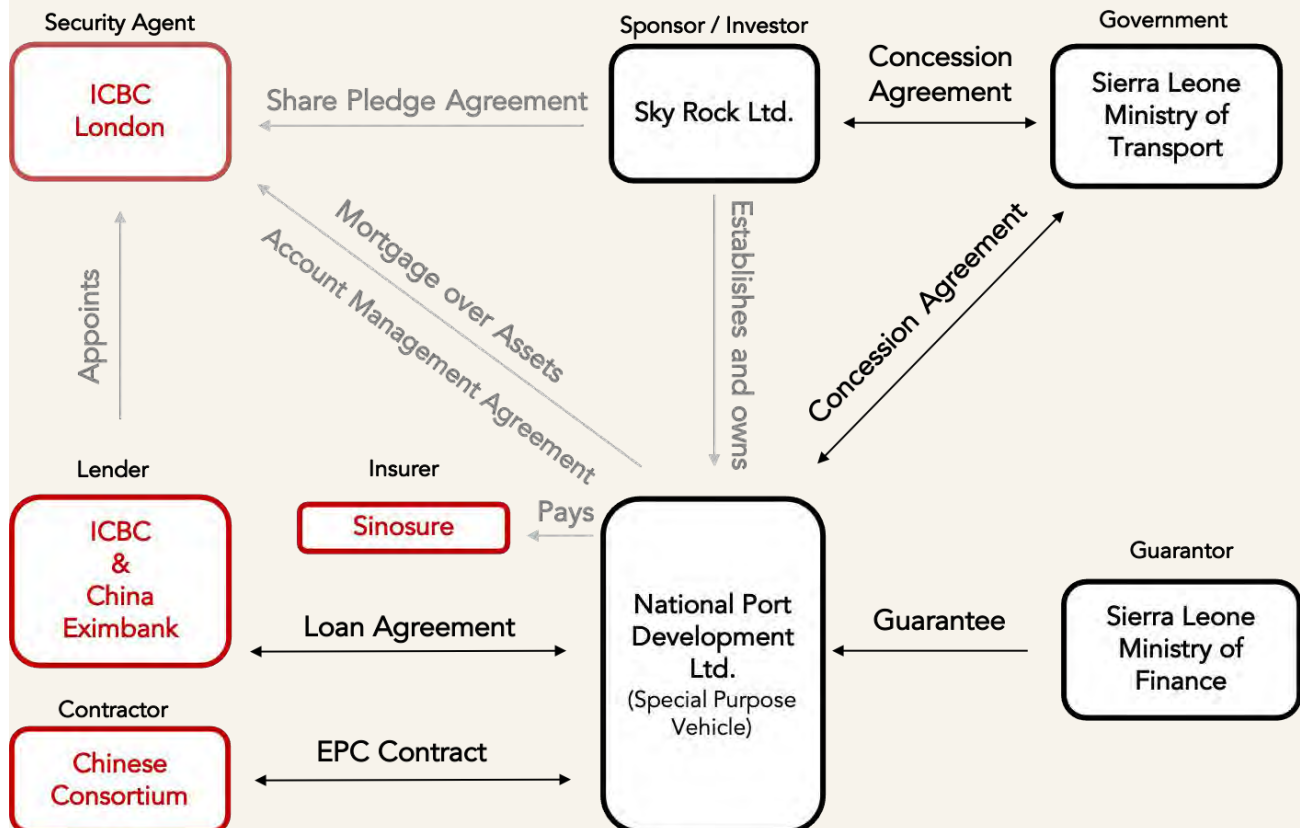 Security Agent
ICBC
London
Share Pledge Agreement
Sponsor / Investor
Sky Rock Ltd.
Concession
Agreement
Government
Sierra Leone
Ministry of
Transport
Appoints
Mortgage over Assets
Account Management Agreement
Establishes and owns
Concession Agreement
Lender
ICBC
&
China
Eximbank
Insurer
Sinosure
Pays
Loan Agreement
National Port
Development
Ltd.
(Special Purpose
Vehicle)
Guarantee
Guarantor
Sierra Leone
Ministry of
Finance
Contractor
Chinese
Consortium
EPC Contract